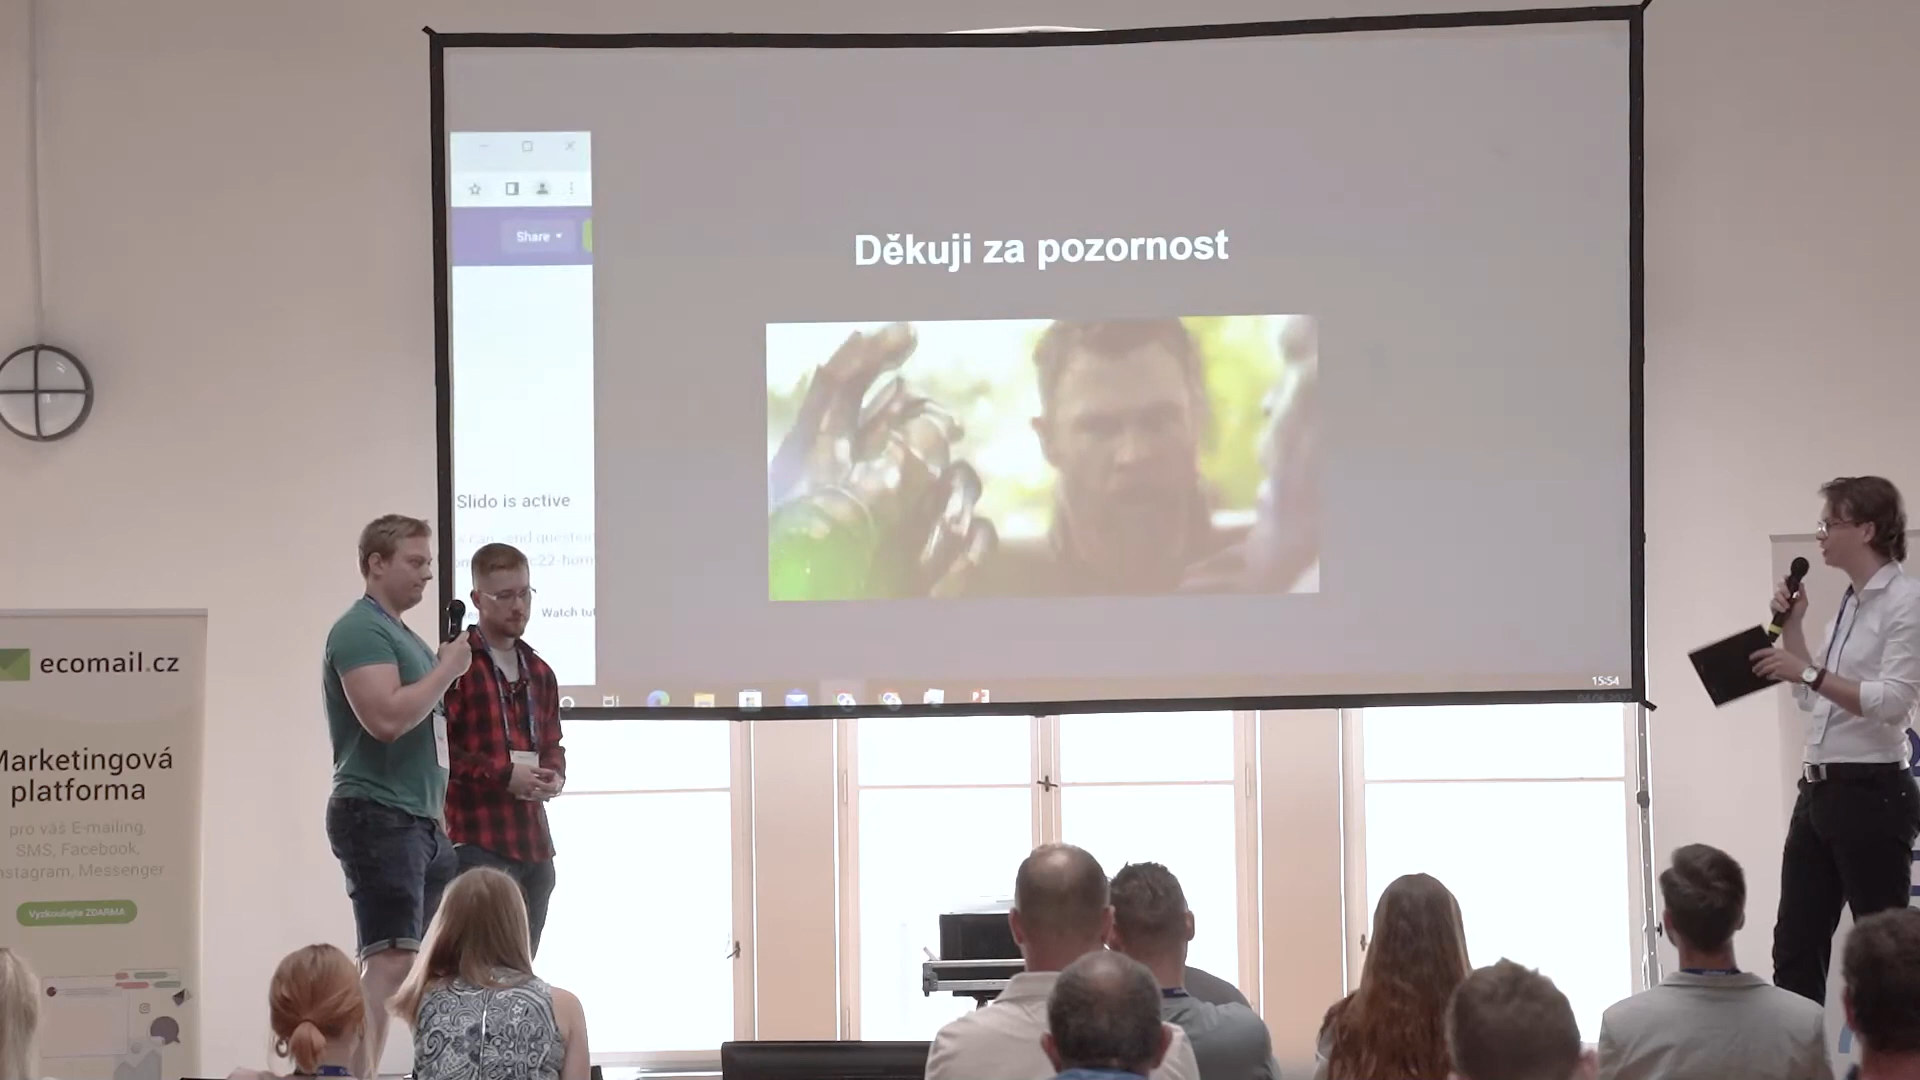 Share
Děkuji za pozornost
Slido is active
Watch
15:54
ecomail.cz
Marketingová
platforma
pro váš E-mailing,
SMS, Facebook,
Instagram, Messenger
Vyzkoušejte ZDARMA